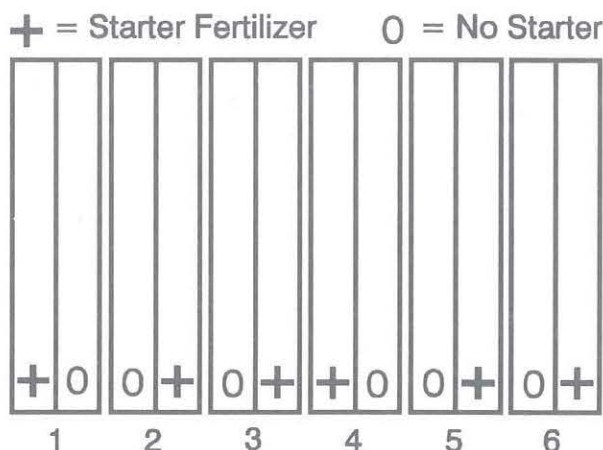 + = Starter Fertilizer 0 = No Starter
+ 0 0 + 0 + + 0 0 + 0 +
1 2 3 4 5 6